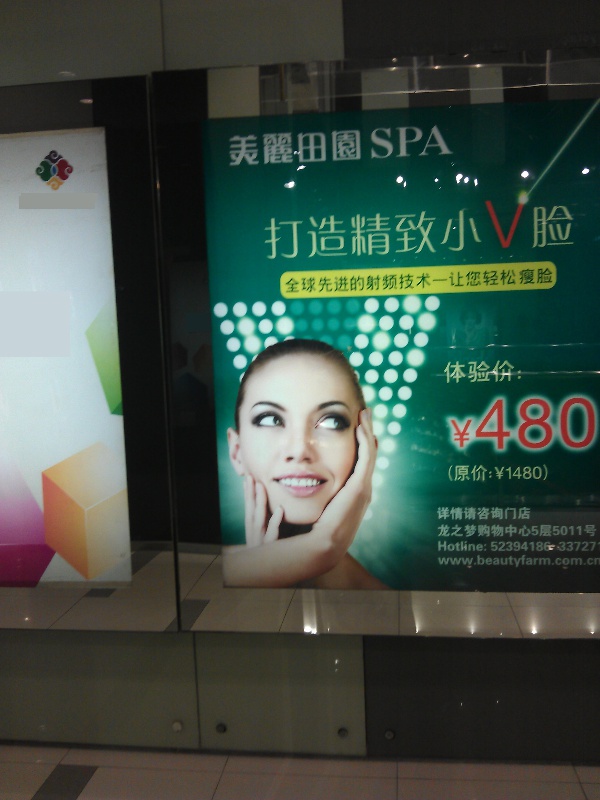 美麗田園 SPA
打造精致小V脸
全球先进的射频技术—让您轻松瘦脸
体验价:
¥480
(原价:¥1480)
详情请咨询门店
龙之梦购物中心5层5011号
Hotline: 52394186 33727
www.beautyfarm.com.cn